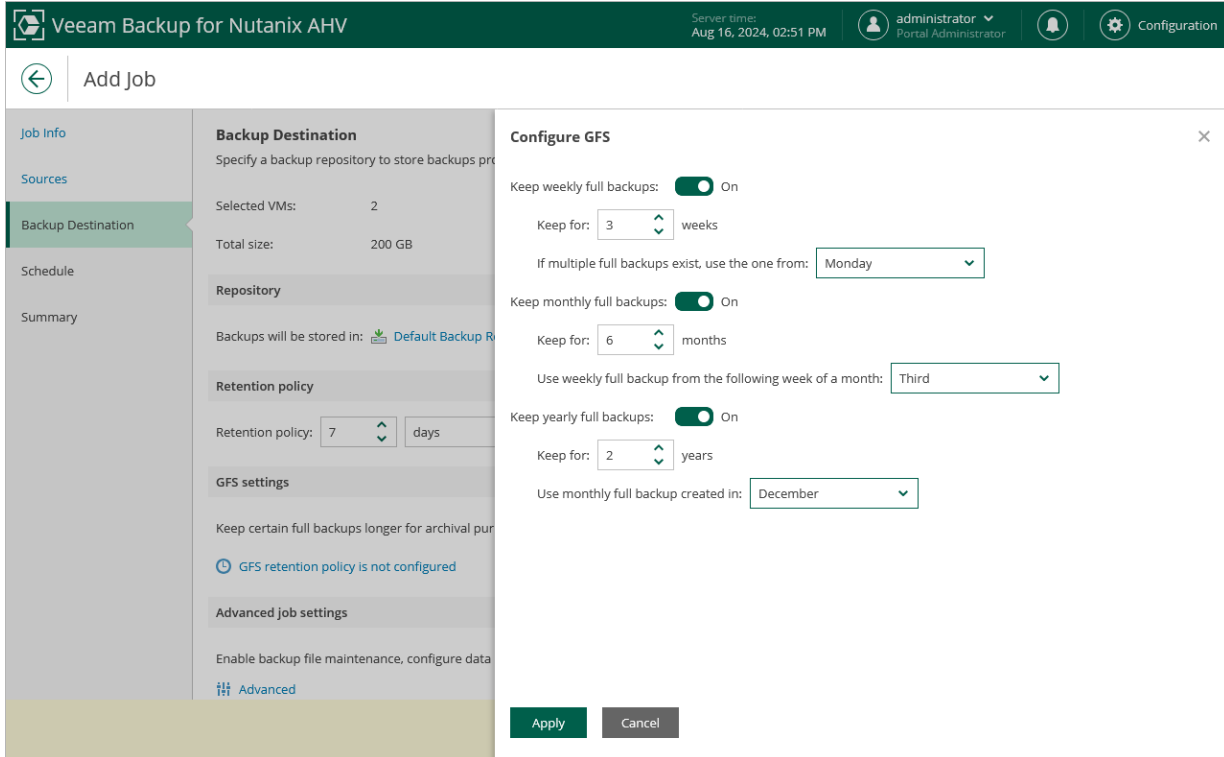 Veeam Backup for Nutanix AHV
Server time:
Aug 16, 2024, 02:51 PM
administrator
Portal Administrator
Configuration
Add Job
Job Info
Sources
Backup Destination
Schedule
Summary
Backup Destination
Specify a backup repository to store backups pro
Selected VMs: 2
Total size: 200 GB
Repository
Backups will be stored in: Default Backup R
Retention policy
Retention policy: 7 days
GFS settings
Keep certain full backups longer for archival pur
GFS retention policy is not configured
Advanced job settings
Enable backup file maintenance, configure data
Advanced
Configure GFS
Keep weekly full backups: On
Keep for: 3 weeks
If multiple full backups exist, use the one from: Monday
Keep monthly full backups: On
Keep for: 6 months
Use weekly full backup from the following week of a month: Third
Keep yearly full backups: On
Keep for: 2 years
Use monthly full backup created in: December
Apply
Cancel